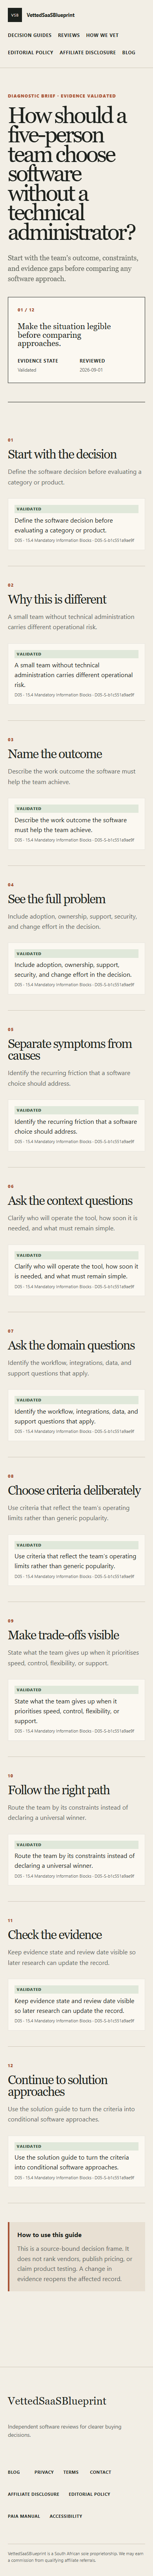 VSB VettedSaaSBlueprint
DECISION GUIDES REVIEWS HOW WE VET
EDITORIAL POLICY AFFILIATE DISCLOSURE BLOG
DIAGNOSTIC BRIEF · EVIDENCE VALIDATED
How should a
five-person
team choose
software
without a
technical
administrator?
Start with the team's outcome, constraints,
and evidence gaps before comparing any
software approach.
01 / 12
Make the situation legible
before comparing
approaches.
EVIDENCE STATE REVIEWED
Validated 2026-09-01
01
Start with the decision
Define the software decision before evaluating a
category or product.
VALIDATED
Define the software decision before
evaluating a category or product.
02
Why this is different
A small team without technical administration
carries different operational risk.
VALIDATED
A small team without technical
administration carries different operational
risk.
03
Name the outcome
Describe the work outcome the software must
help the team achieve.
VALIDATED
Describe the work outcome the software
must help the team achieve.
04
See the full problem
Include adoption, ownership, support, security,
and change effort in the decision.
VALIDATED
Include adoption, ownership, support,
security, and change effort in the decision.
05
Separate symptoms from
causes
Identify the recurring friction that a software
choice should address.
VALIDATED
Identify the recurring friction that a software
choice should address.
06
Ask the context questions
Clarify who will operate the tool, how soon it is
needed, and what must remain simple.
VALIDATED
Clarify who will operate the tool, how soon it
is needed, and what must remain simple.
07
Ask the domain questions
Identify the workflow, integrations, data, and
support questions that apply.
VALIDATED
Identify the workflow, integrations, data, and
support questions that apply.
08
Choose criteria deliberately
Use criteria that reflect the team's operating
limits rather than generic popularity.
VALIDATED
Use criteria that reflect the team's operating
limits rather than generic popularity.
09
Make trade-offs visible
State what the team gives up when it prioritises
speed, control, flexibility, or support.
VALIDATED
State what the team gives up when it
prioritises speed, control, flexibility, or
support.
10
Follow the right path
Route the team by its constraints instead of
declaring a universal winner.
VALIDATED
Route the team by its constraints instead of
declaring a universal winner.
11
Check the evidence
Keep evidence state and review date visible so
later research can update the record.
VALIDATED
Keep evidence state and review date visible
so later research can update the record.
12
Continue to solution
approaches
Use the solution guide to turn the criteria into
conditional software approaches.
VALIDATED
Use the solution guide to turn the criteria
into conditional software approaches.
How to use this guide
This is a source-bound decision frame. It
does not rank vendors, publish pricing, or
claim product testing. A change in
evidence reopens the affected record.
VettedSaaSBlueprint
Independent software reviews for clearer buying
decisions.
BLOG PRIVACY TERMS CONTACT
AFFILIATE DISCLOSURE EDITORIAL POLICY
PAIA MANUAL ACCESSIBILITY
VettedSaaSBlueprint is a South African sole proprietorship. We may earn
a commission from qualifying affiliate referrals.